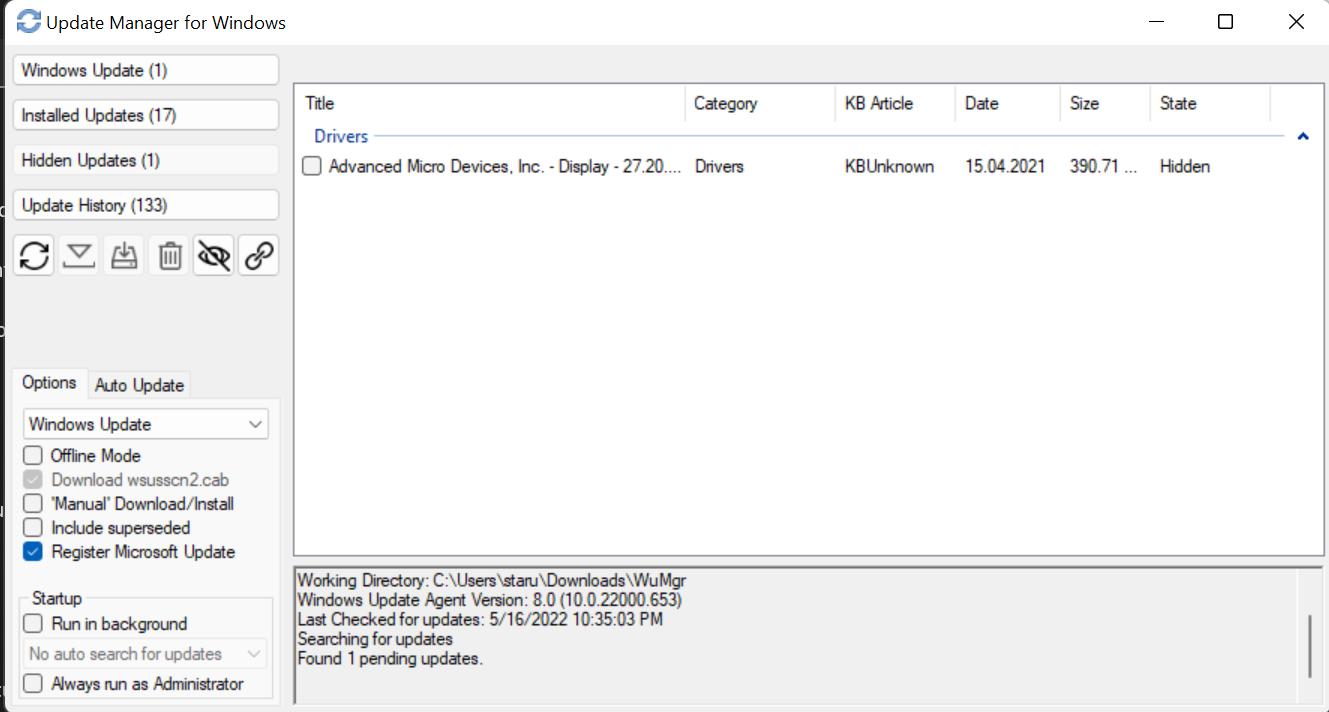 Update Manager for Windows
Windows Update (1)
Installed Updates (17)
Hidden Updates (1)
Update History (133)
Options Auto Update
Windows Update
Offline Mode
Download wsusscn2.cab
'Manual' Download/Install
Include superseded
Register Microsoft Update
Startup
Run in background
No auto search for updates
Always run as Administrator
Title Category KB Article Date Size State
Drivers
Advanced Micro Devices, Inc. - Display - 27.20.... Drivers KBUnknown 15.04.2021 390.71 ... Hidden
Working Directory: C:\Users\staru\Downloads\WuMgr
Windows Update Agent Version: 8.0 (10.0.22000.653)
Last Checked for updates: 5/16/2022 10:35:03 PM
Searching for updates
Found 1 pending updates.